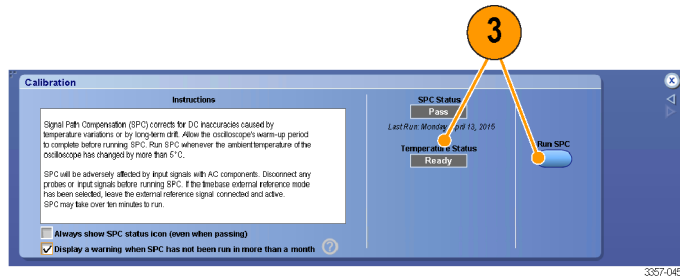 3
Calibration
Instructions
Signal Path Compensation (SPC) corrects for DC inaccuracies caused by
temperature variations or by long-term drift. Allow the oscilloscope's warm-up period
to complete before running SPC. Run SPC whenever the ambient temperature of the
oscilloscope has changed by more than 5°C.
SPC will be adversely affected by input signals with AC components. Disconnect any
probes or input signals before running SPC. If the timebase external reference mode
has been selected, leave the external reference signal connected and active.
SPC may take over ten minutes to run.
Always show SPC status icon (even when passing)
Display a warning when SPC has not been run in more than a month
?
SPC Status
Pass
Last Run: Monday, April 13, 2015
Temperature Status
Ready
Run SPC
x
3357-045